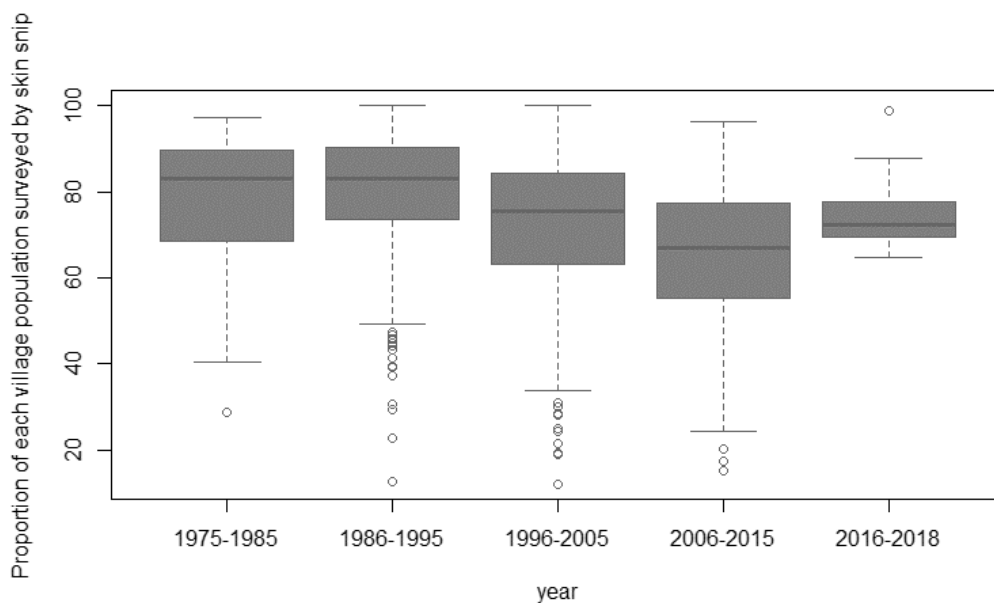 Proportion of each village population surveyed by skin snip
100
80
60
40
20
1975-1985 1986-1995 1996-2005 2006-2015 2016-2018
year